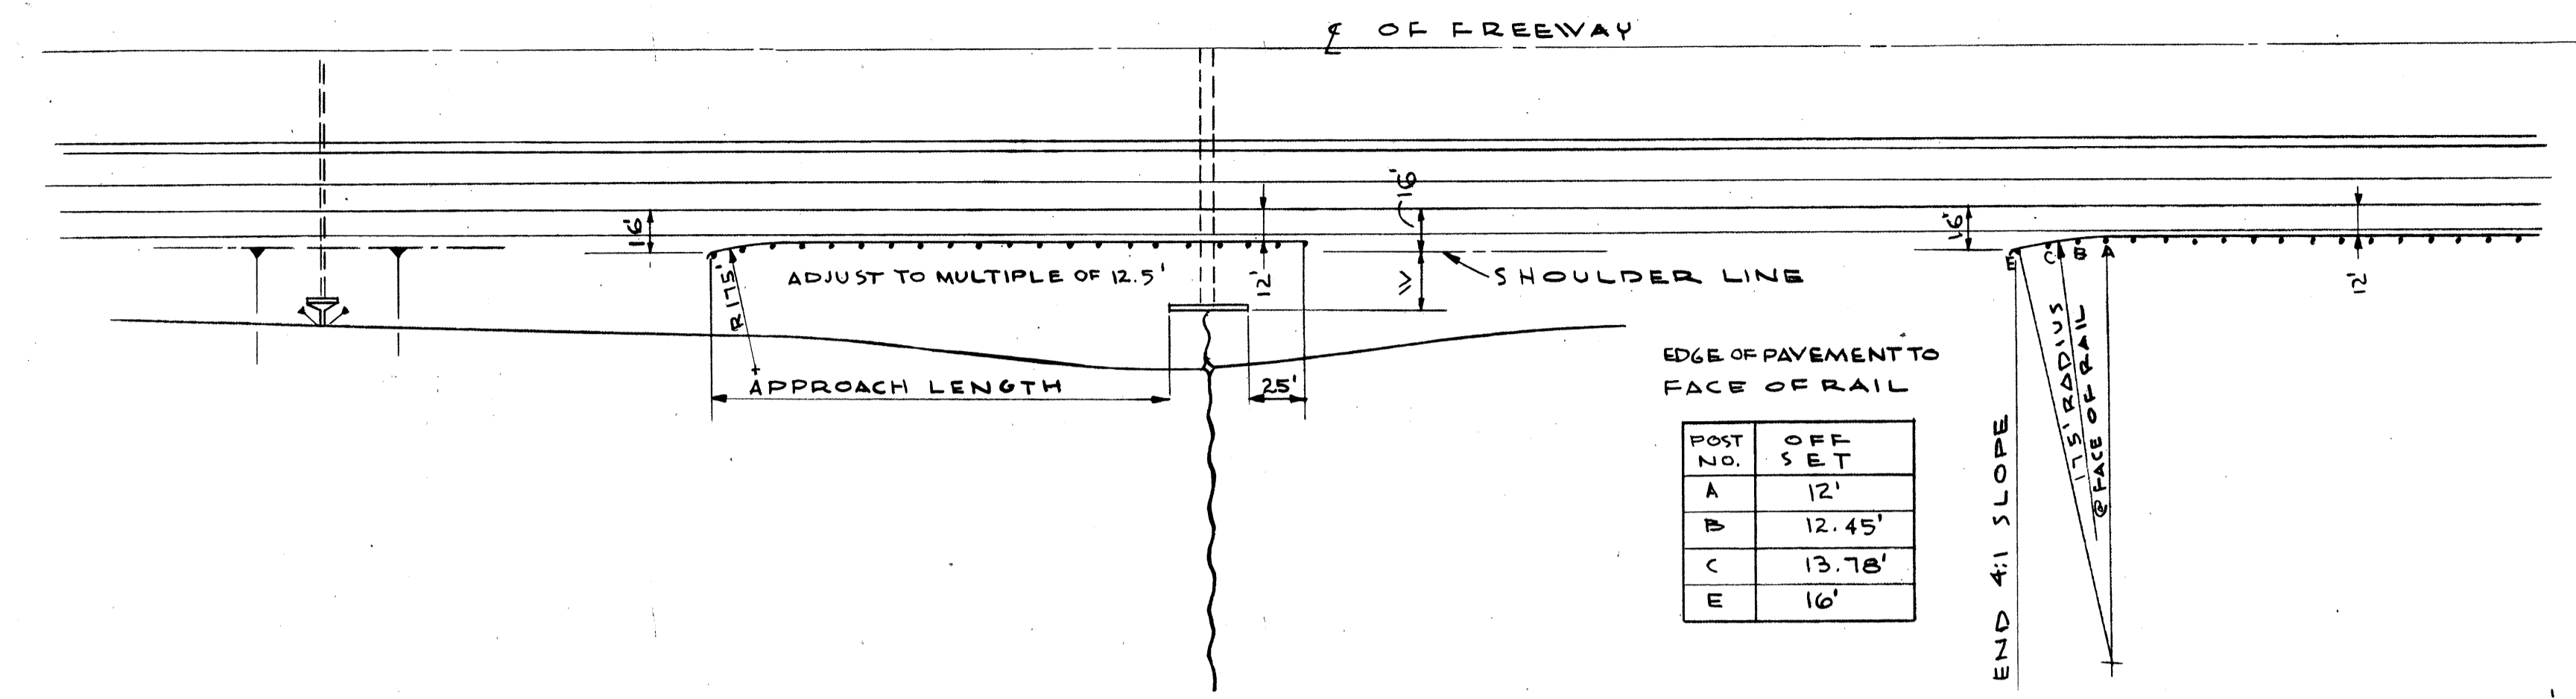 ℄ OF FREEWAY
16'
R175'
ADJUST TO MULTIPLE OF 12.5'
12'
16'
W
SHOULDER LINE
APPROACH LENGTH
25'
EDGE OF PAVEMENT TO
FACE OF RAIL
POST NO. OFF SET
A 12'
B 12.45'
C 13.78'
E 16'
16'
E C B A
12'
END 4:1 SLOPE
175' RADIUS
@ FACE OF RAIL